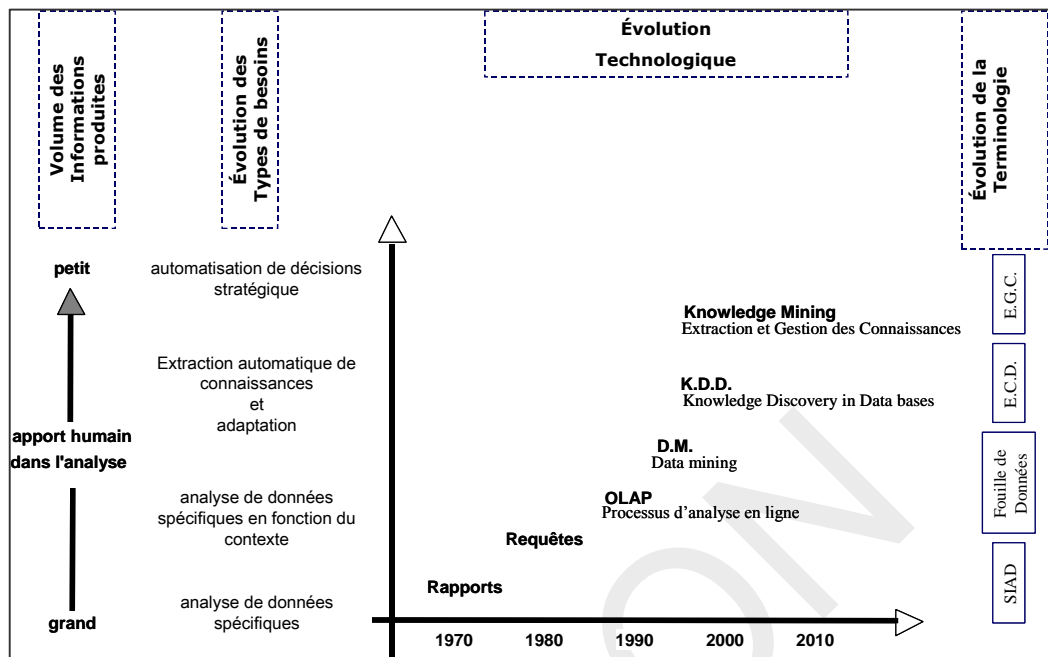 Volume des
Informations
produites
Évolution des
Types de besoins
Évolution
Technologique
Évolution de la
Terminologie
petit
apport humain
dans l'analyse
grand
automatisation de décisions
stratégique
Extraction automatique de
connaissances
et
adaptation
analyse de données
spécifiques en fonction du
contexte
analyse de données
spécifiques
Knowledge Mining
Extraction et Gestion des Connaissances
K.D.D.
Knowledge Discovery in Data bases
D.M.
Data mining
OLAP
Processus d'analyse en ligne
Requêtes
Rapports
1970 1980 1990 2000 2010
E.G.C.
E.C.D.
Fouille de
Données
SIAD